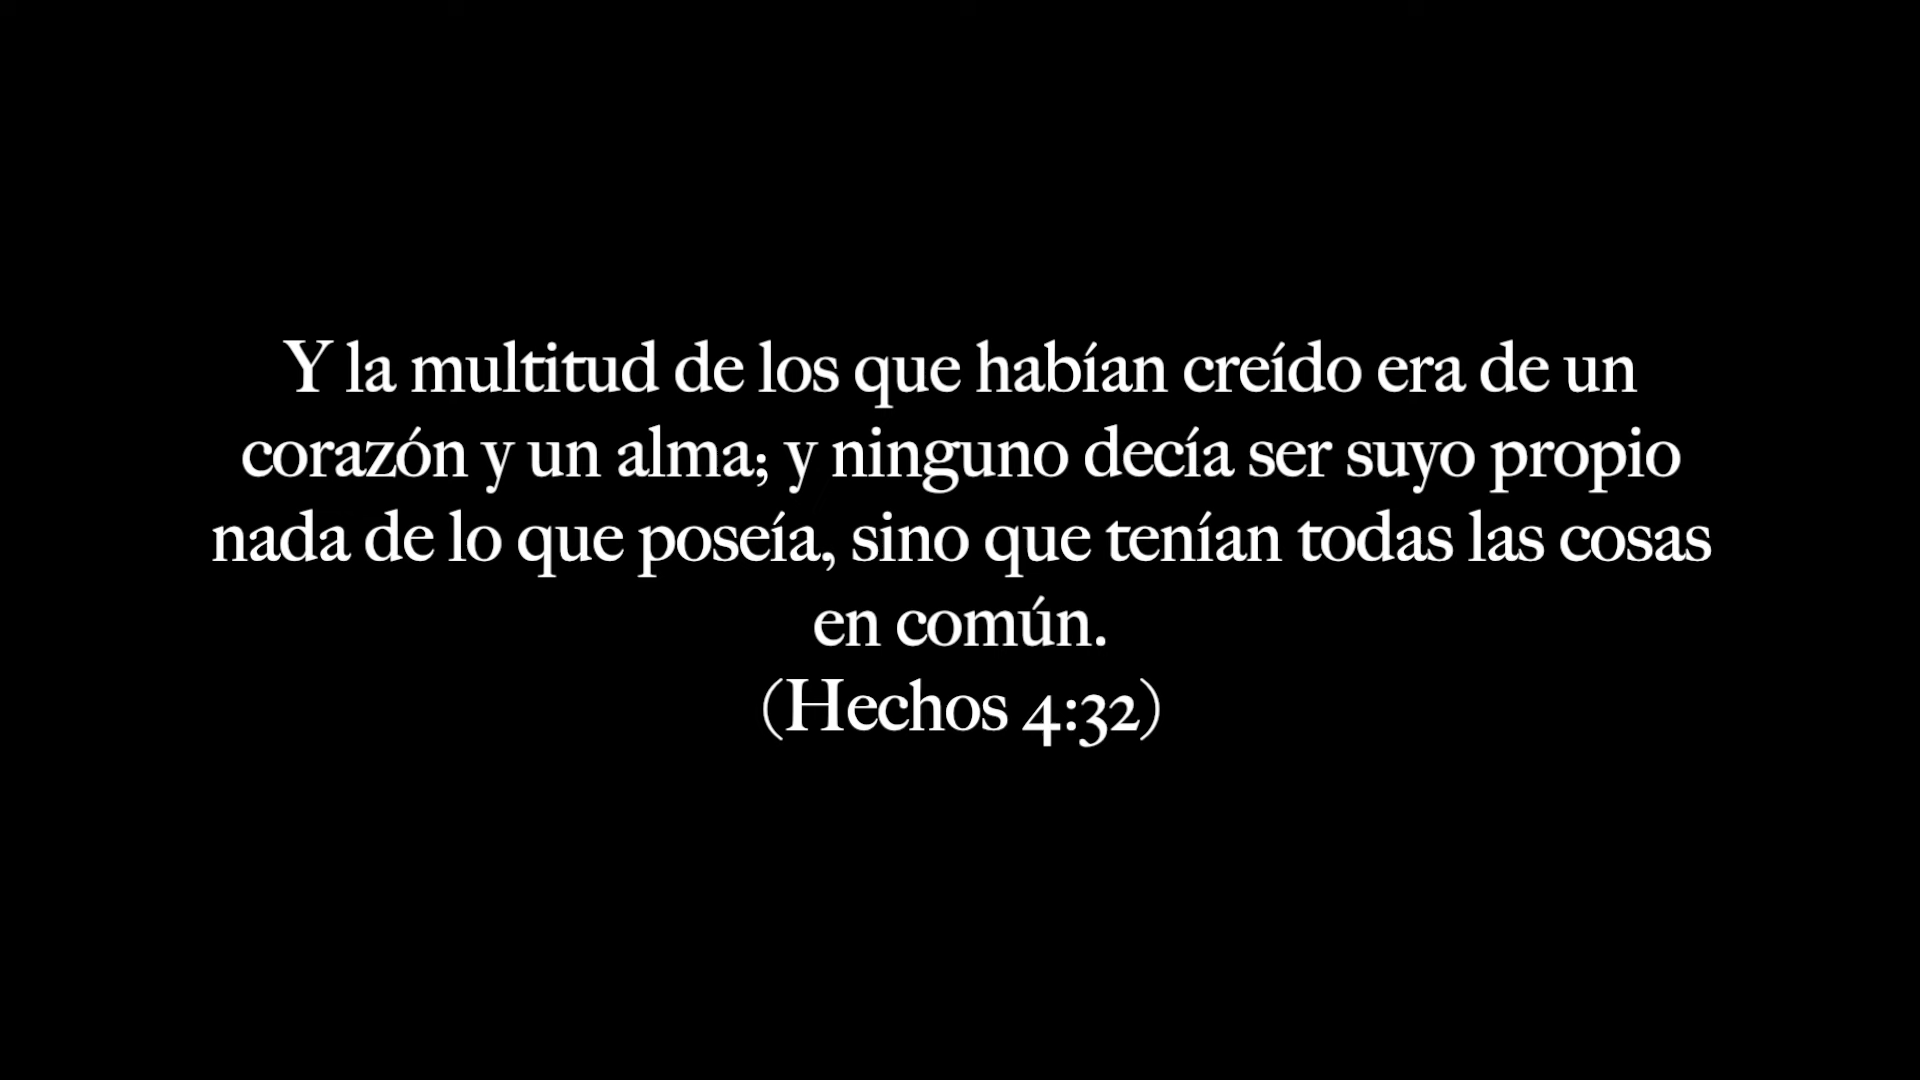 Y la multitud de los que habían creído era de un
corazón y un alma; y ninguno decía ser suyo propio
nada de lo que poseía, sino que tenían todas las cosas
en común.
(Hechos 4:32)